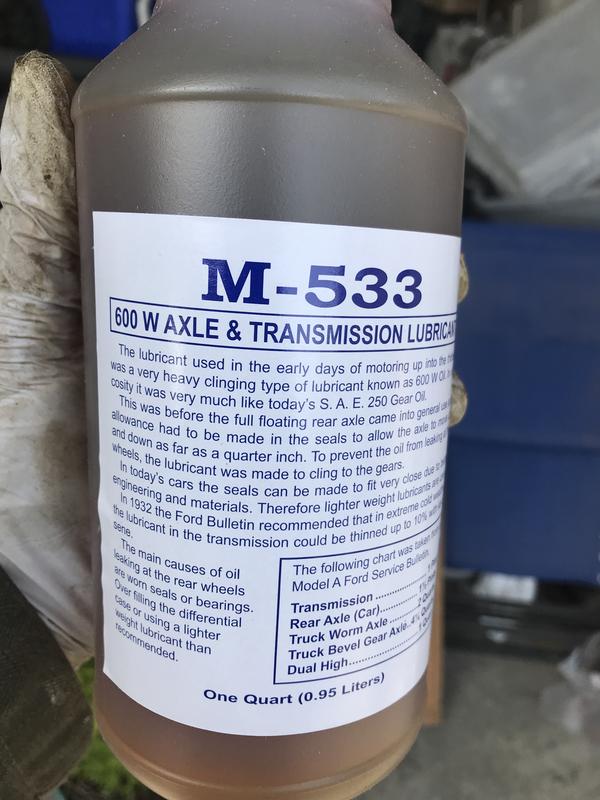 M-533
600 W AXLE & TRANSMISSION LUBRICAN
The lubricant used in the early days of motoring up into the
was a very heavy clinging type of lubricant known as 600 W Oil.
cosity it was very much like today's S. A. E. 250 Gear Oil.
This was before the full floating rear axle came into general
allowance had to be made in the seals to allow the axle to
and down as far as a quarter inch. To prevent the oil from leaking
wheels, the lubricant was made to cling to the gears.
In today's cars the seals can be made to fit very close due
engineering and materials. Therefore lighter weight lubricants
In 1932 the Ford Bulletin recommended that in extreme cold
the lubricant in the transmission could be thinned up to 10%
sene.
The main causes of oil
leaking at the rear wheels
are worn seals or bearings.
Over filling the differential
case or using a lighter
weight lubricant than
recommended.
The following chart was taken
Model A Ford Service Bulletin.
Transmission
Rear Axle (Car)
Truck Worm Axle
Truck Bevel Gear Axle
Dual High
One Quart (0.95 Liters)